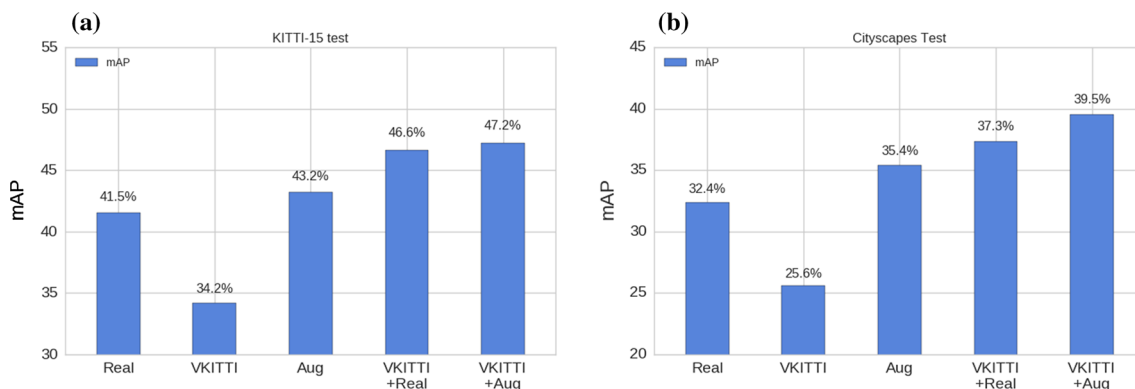 (a)
KITTI-15 test
mAP
55
50
45
40
35
30
mAP
41.5%
34.2%
43.2%
46.6%
47.2%
Real
VKITTI
Aug
VKITTI
+Real
VKITTI
+Aug
(b)
Cityscapes Test
mAP
45
40
35
30
25
20
mAP
32.4%
25.6%
35.4%
37.3%
39.5%
Real
VKITTI
Aug
VKITTI
+Real
VKITTI
+Aug